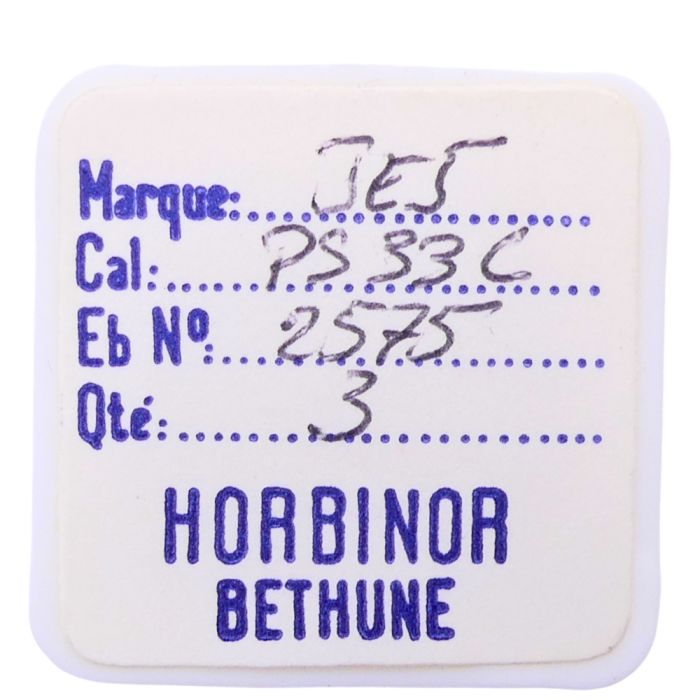 Marque: JES
Cal: PS 33 C
Eb Nº: 2575
Qté: 3
HORBINOR
BETHUNE